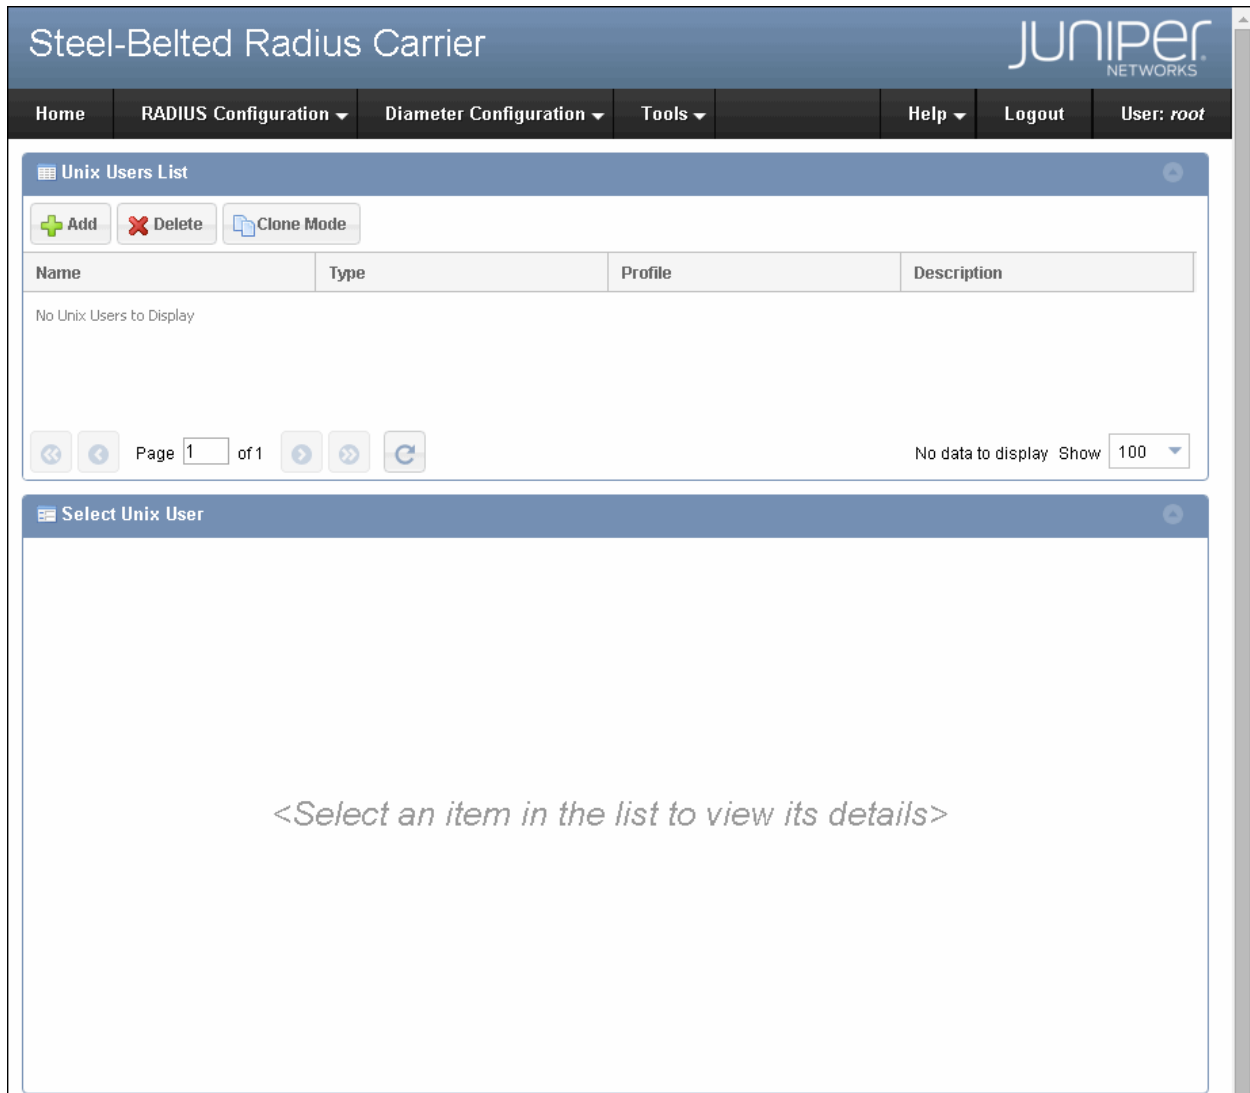 Steel-Belted Radius Carrier
JUNIPER
NETWORKS
Home RADIUS Configuration Diameter Configuration Tools Help Logout User: root
Unix Users List
Add Delete Clone Mode
Name Type Profile Description
No Unix Users to Display
Page 1 of 1 No data to display Show 100
Select Unix User
<Select an item in the list to view its details>